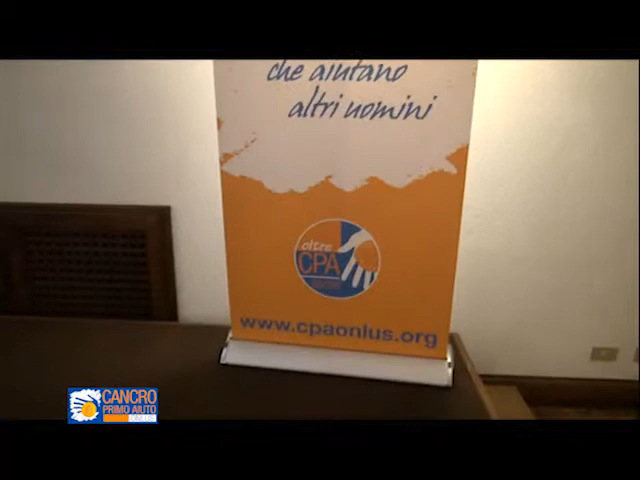 che aiutano
altri uomini
oltre
CPA
www.cpaonlus.org
CANCRO
PRIMO AIUTO